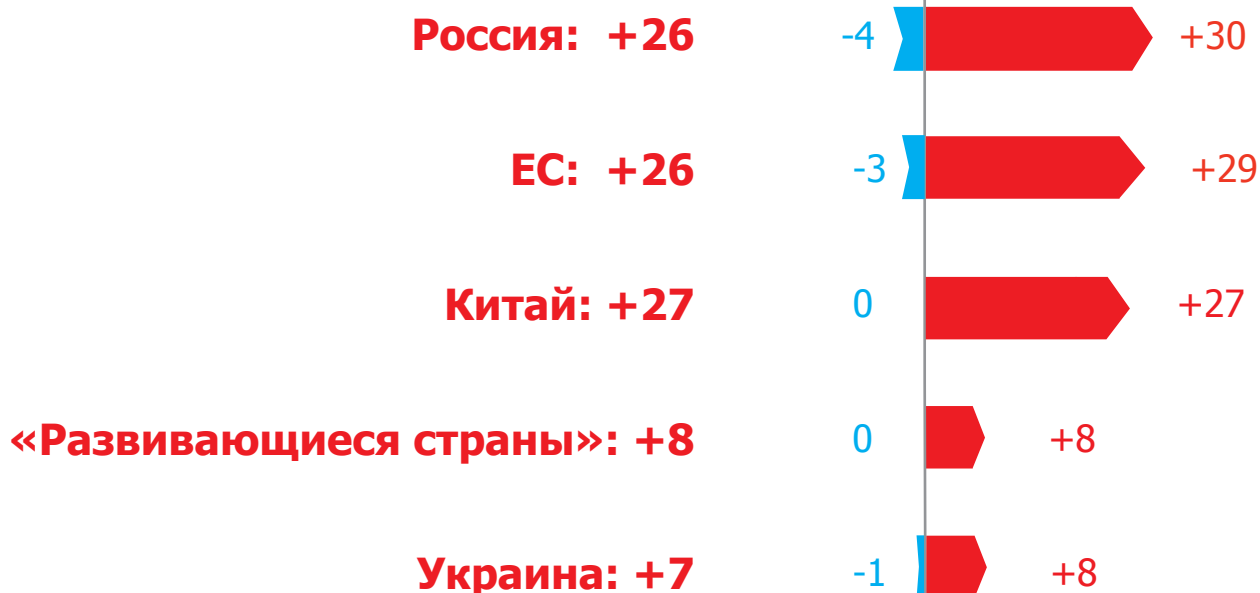 Россия: +26 -4 +30
ЕС: +26 -3 +29
Китай: +27 0 +27
«Развивающиеся страны»: +8 0 +8
Украина: +7 -1 +8